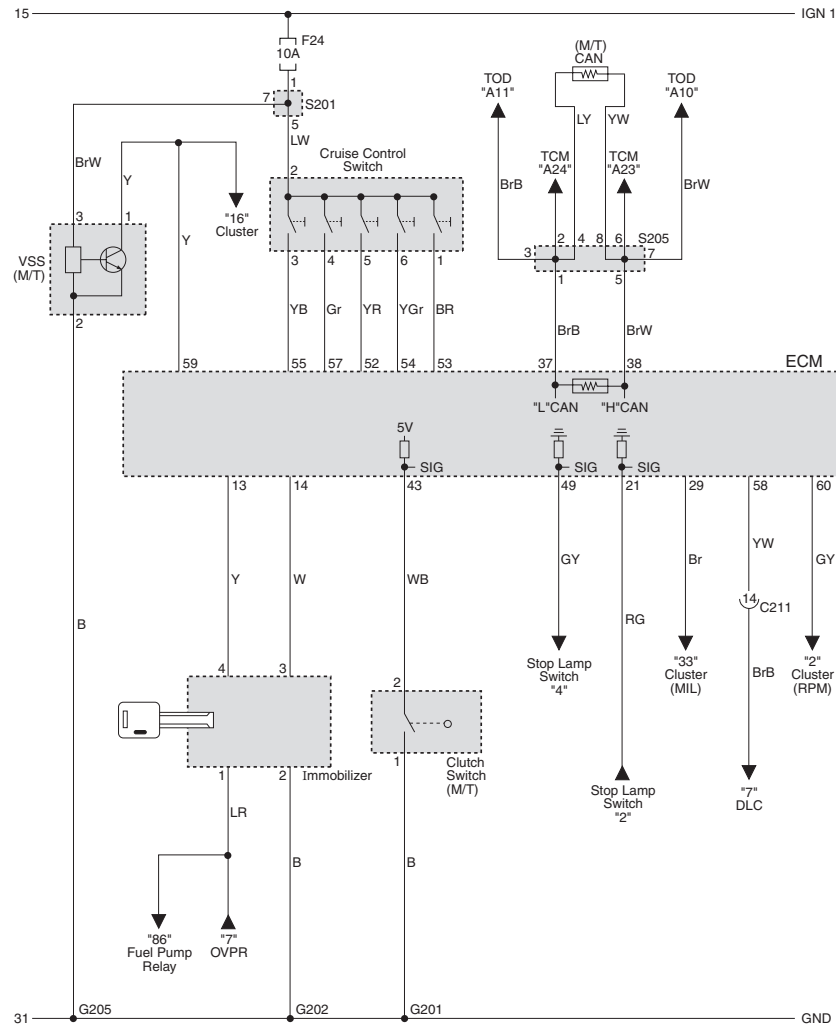 15 IGN 1
F24
10A
1
7 S201
5
LW
(M/T)
CAN
TOD
"A11"
TOD
"A10"
LY YW
BrW
Y
Cruise Control
Switch
2
TCM
"A24"
TCM
"A23"
BrB
BrW
"16"
Cluster
3 1
Y
VSS
(M/T)
2 4 8 6 S205
3 7
3 4 5 6 1
1 5
2
YB Gr YR YGr BR
BrB BrW
59 55 57 52 54 53 37 38 ECM
"L"CAN "H"CAN
5V
SIG SIG SIG
13 14 43 49 21 29 58 60
YW
Y W WB GY Br GY
14 C211
B
RG
4 3
2
Stop Lamp
Switch
"4"
"33"
Cluster
(MIL)
BrB
"2"
Cluster
(RPM)
1 2 Immobilizer
1
Clutch
Switch
(M/T)
Stop Lamp
Switch
"2"
"7"
DLC
LR
B B
"86"
Fuel Pump
Relay
"7"
OVPR
G205 G202 G201
31 GND